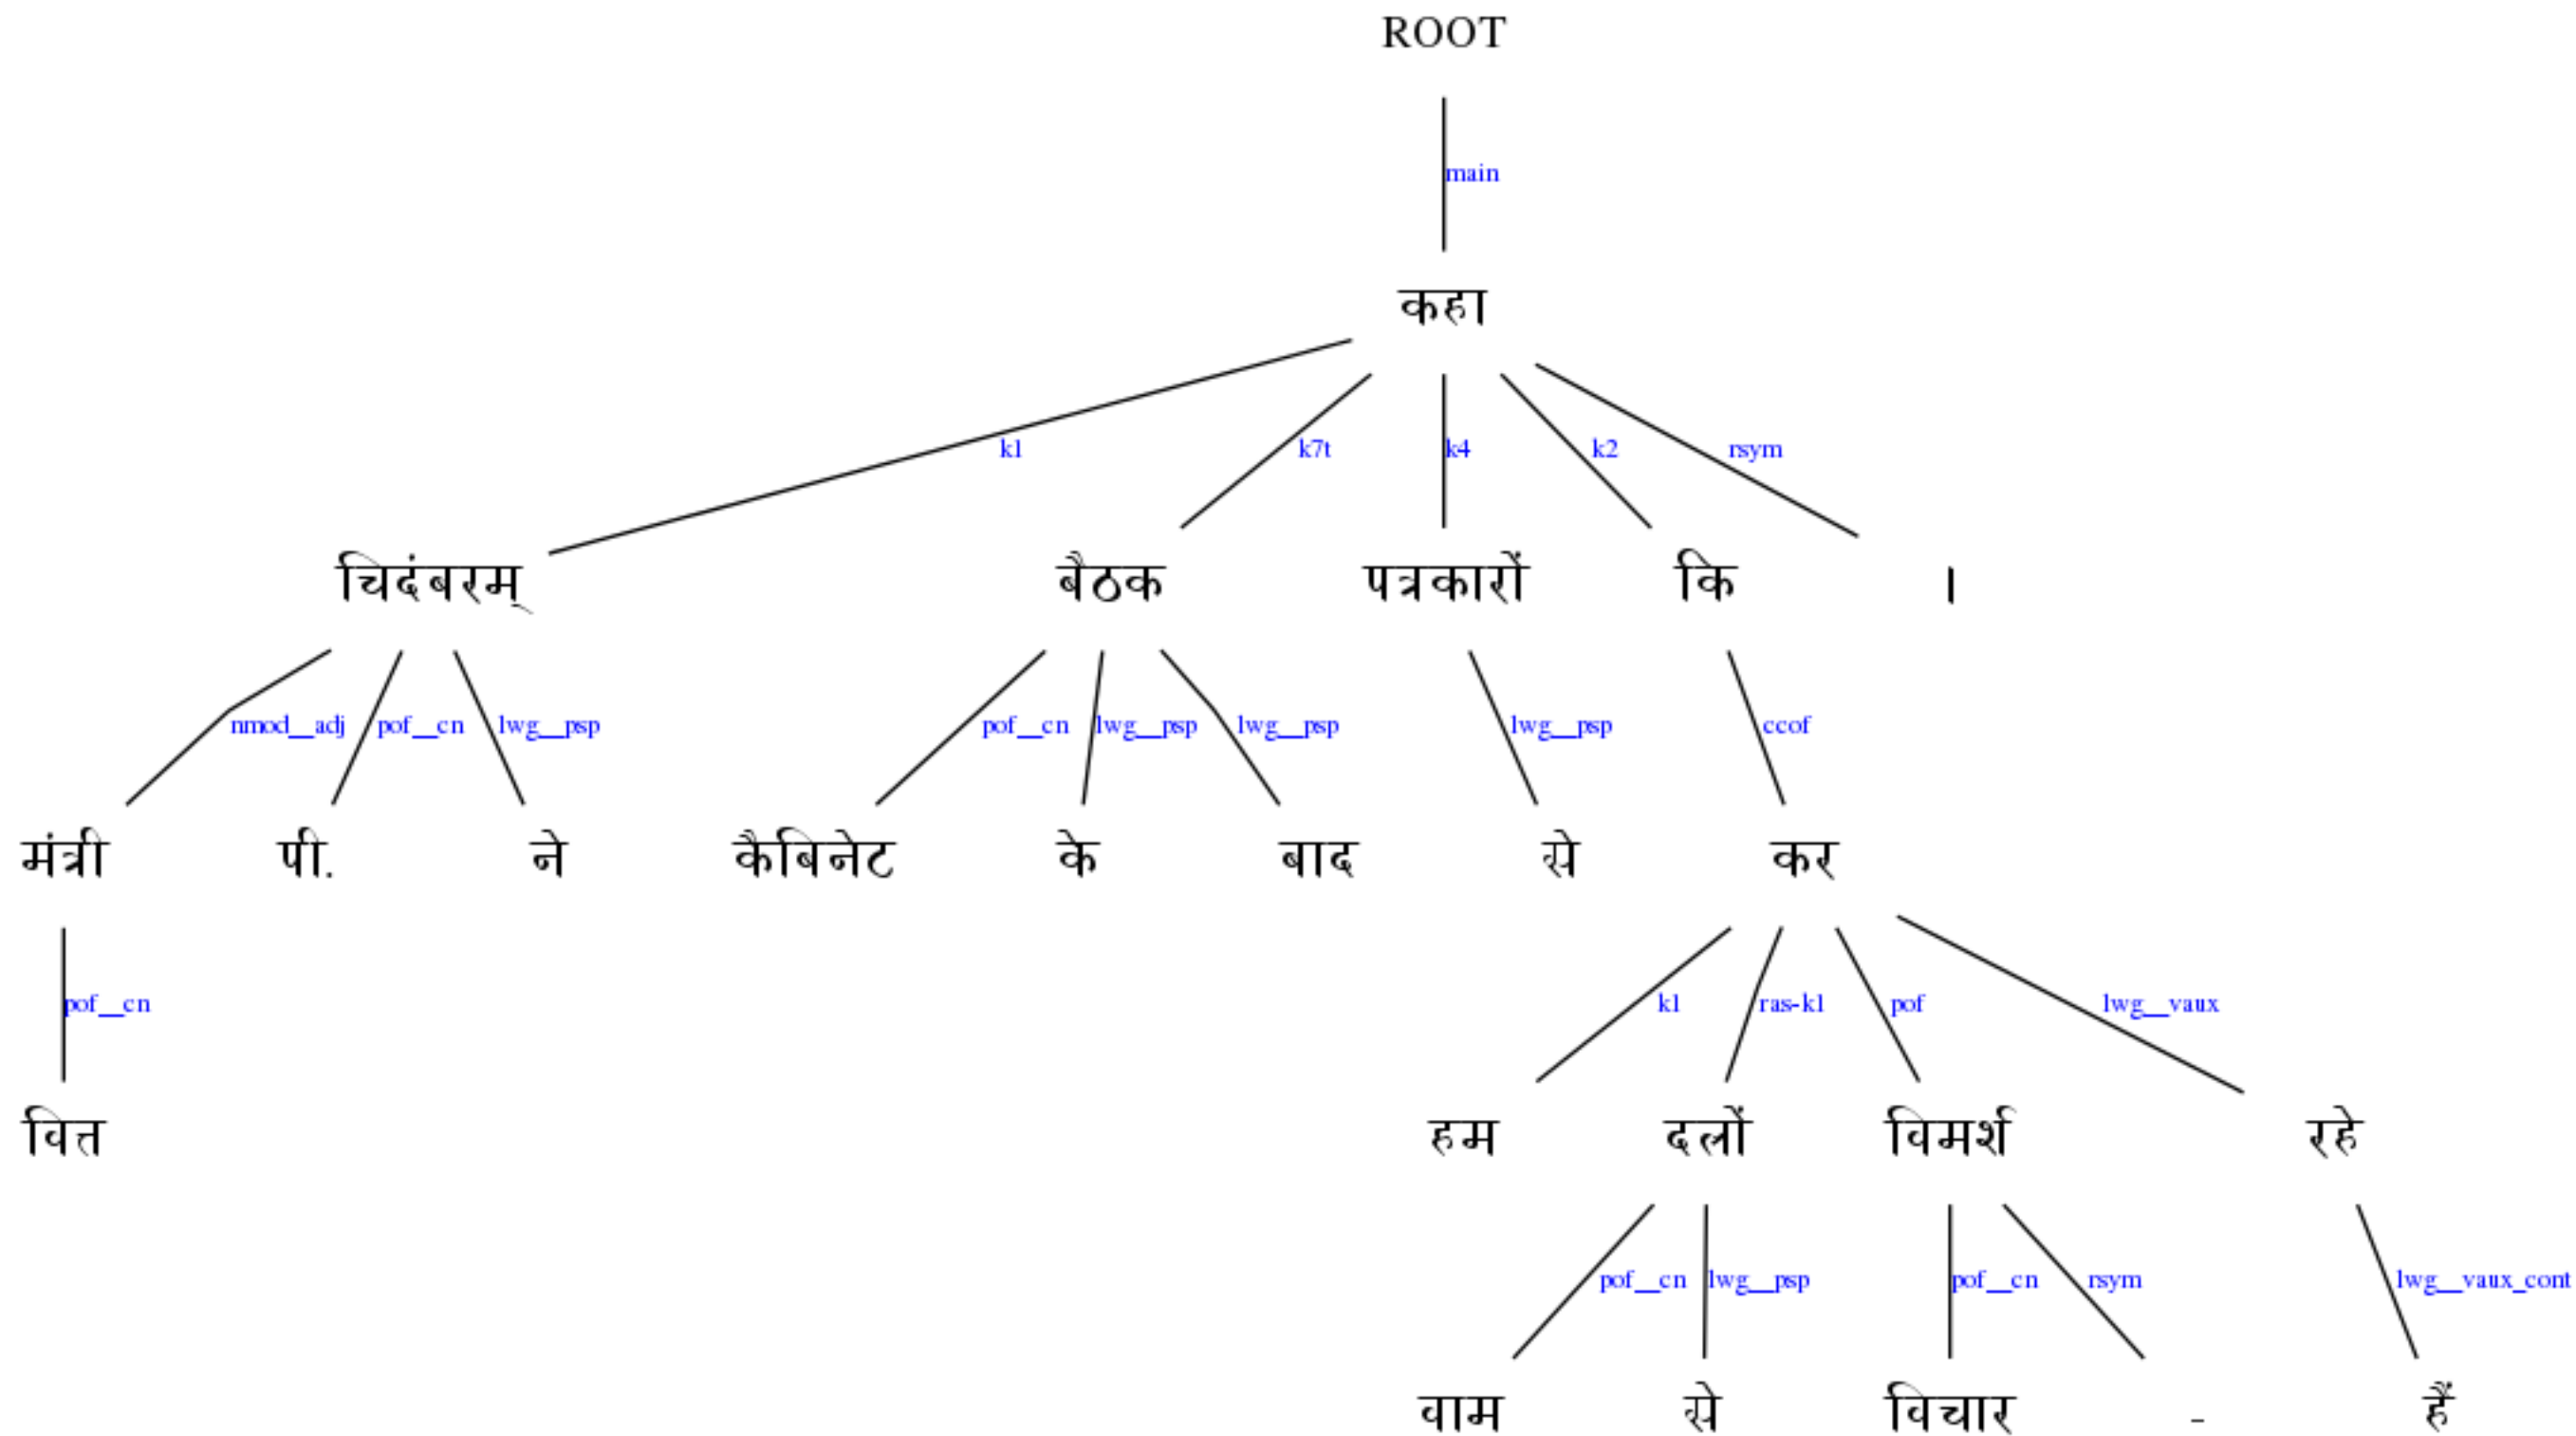 ROOT
main
कहा
k1 k7t k4 k2 rsym
चिदंबरम् बैठक पत्रकारों कि ।
nmod__adj pof__cn lwg__psp pof__cn lwg__psp lwg__psp lwg__psp ccof
मंत्री पी. ने कैबिनेट के बाद से कर
pof__cn k1 ras-k1 pof lwg__vaux
वित्त हम दलों विमर्श रहे
pof__cn lwg__psp pof__cn rsym lwg__vaux_cont
वाम से विचार - हैं